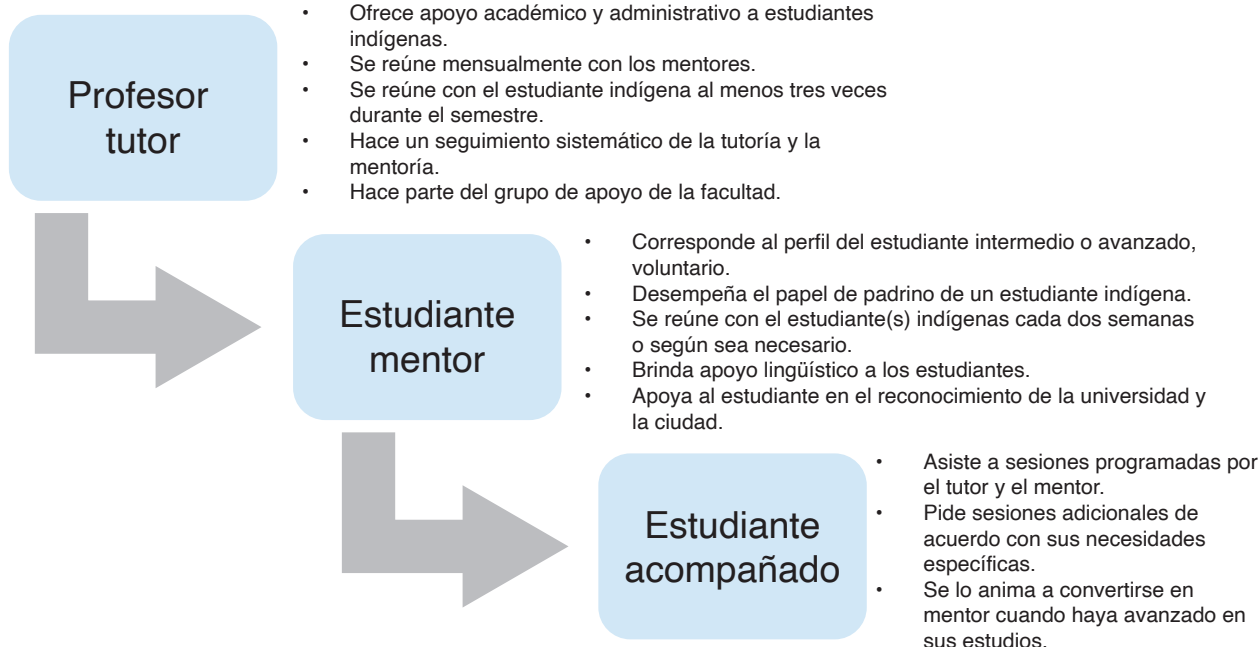 Profesor
tutor
• Ofrece apoyo académico y administrativo a estudiantes
indígenas.
• Se reúne mensualmente con los mentores.
• Se reúne con el estudiante indígena al menos tres veces
durante el semestre.
• Hace un seguimiento sistemático de la tutoría y la
mentoría.
• Hace parte del grupo de apoyo de la facultad.
Estudiante
mentor
• Corresponde al perfil del estudiante intermedio o avanzado,
voluntario.
• Desempeña el papel de padrino de un estudiante indígena.
• Se reúne con el estudiante(s) indígenas cada dos semanas
o según sea necesario.
• Brinda apoyo lingüístico a los estudiantes.
• Apoya al estudiante en el reconocimiento de la universidad y
la ciudad.
Estudiante
acompañado
• Asiste a sesiones programadas por
el tutor y el mentor.
• Pide sesiones adicionales de
acuerdo con sus necesidades
específicas.
• Se lo anima a convertirse en
mentor cuando haya avanzado en
sus estudios.